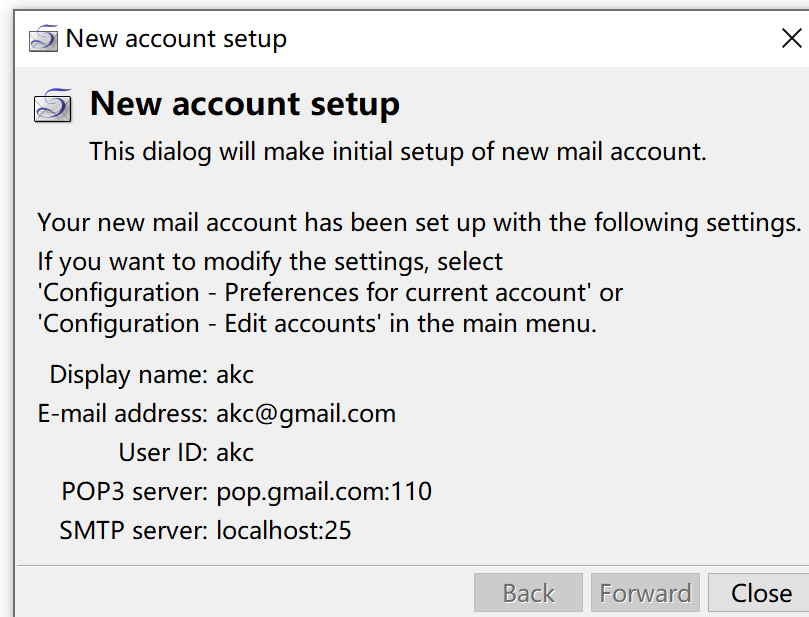 New account setup
New account setup
This dialog will make initial setup of new mail account.
Your new mail account has been set up with the following settings.
If you want to modify the settings, select
'Configuration - Preferences for current account' or
'Configuration - Edit accounts' in the main menu.
Display name: akc
E-mail address: akc@gmail.com
User ID: akc
POP3 server: pop.gmail.com:110
SMTP server: localhost:25
Back Forward Close